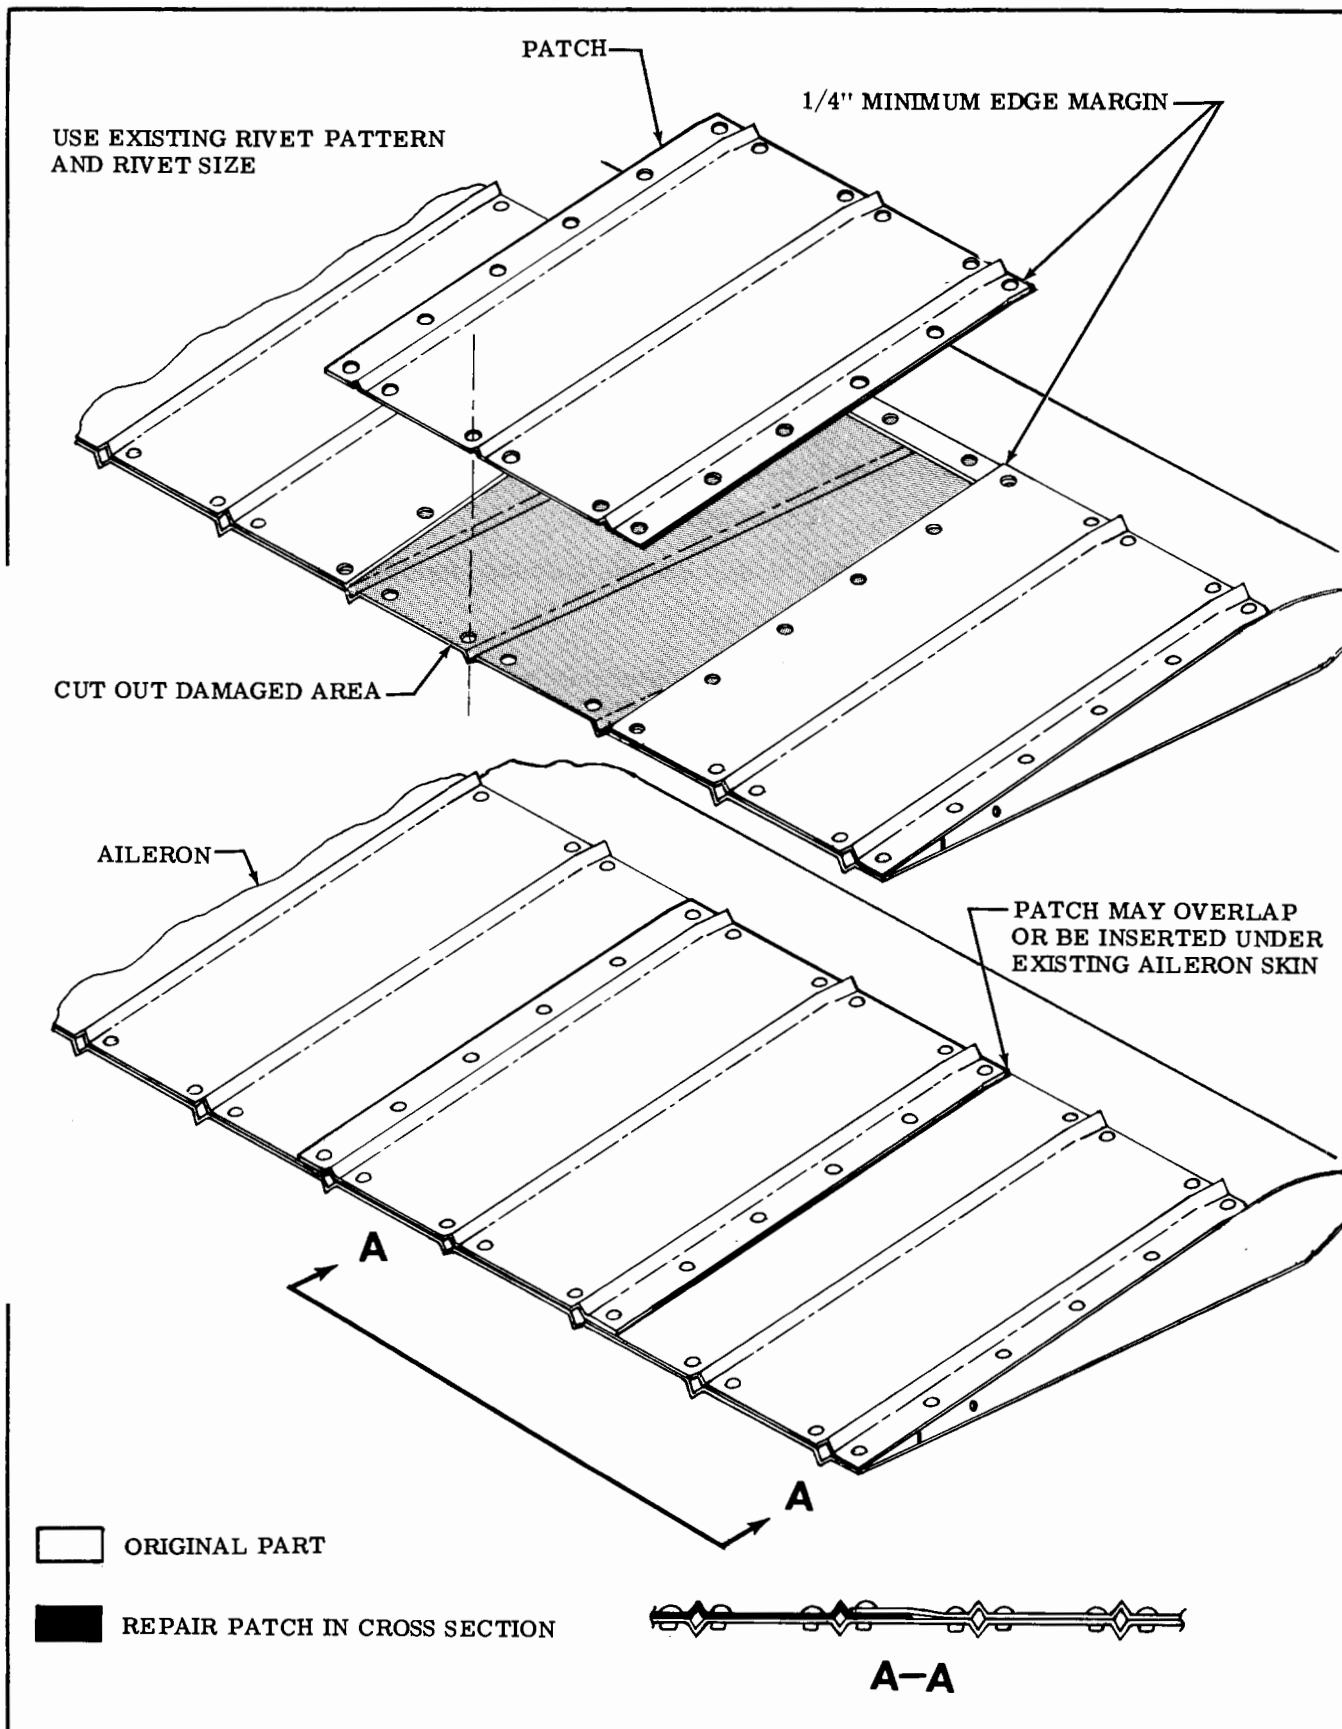 PATCH
1/4" MINIMUM EDGE MARGIN
USE EXISTING RIVET PATTERN
AND RIVET SIZE
CUT OUT DAMAGED AREA
AILERON
PATCH MAY OVERLAP
OR BE INSERTED UNDER
EXISTING AILERON SKIN
A
A
ORIGINAL PART
REPAIR PATCH IN CROSS SECTION
A-A